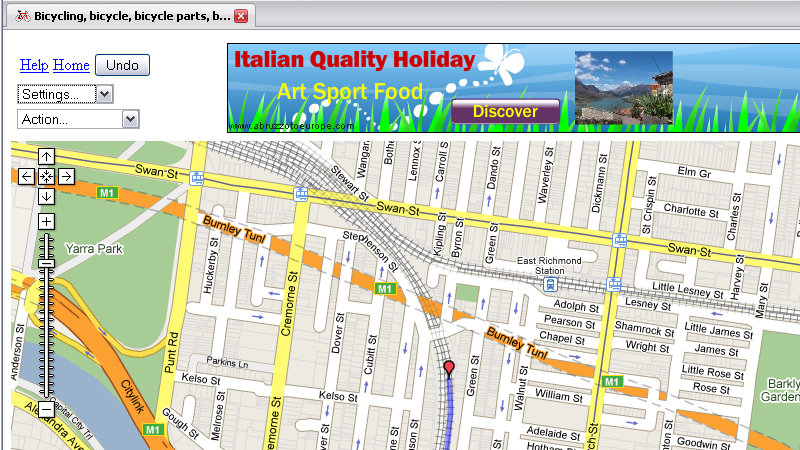 Bicycling, bicycle, bicycle parts, b...
Help Home Undo
Settings...
Action...
Italian Quality Holiday
Art Sport Food
Discover
www.abruzzotoeurope.com
Swan St
Stewart St
Wangar
Bothe
Lennox S
Carroll S
Dando St
Waverley St
Dickmann St
St Crispin St
Elm Gr
Charlotte St
Charles St
M1
Swan St
Burnley Tunl
Yarra Park
Huckerby St
Stephenson St
Kipling St
Byron St
Green St
East Richmond
Station
Swan St
Harvey St
Mary St
Little Lesney St
Lesney St
M1
Cremorne St
Adolph St
Pearson St
Chapel St
Shamrock St
Wright St
Little James St
James St
Burnley Tunl
Anderson St
Punt Rd
Dover St
Cubitt St
Parkins Ln
Kelso St
Kelso St
Green St
Walnut St
Little Rose St
Rose St
M1
William St
Barkly
Garden
Citylink
Capital City Trl
Alexandra Ave
M1
Gough St
Melrose St
Cremorne St
Adelaide St
Hotham
rch St
Goodwin St